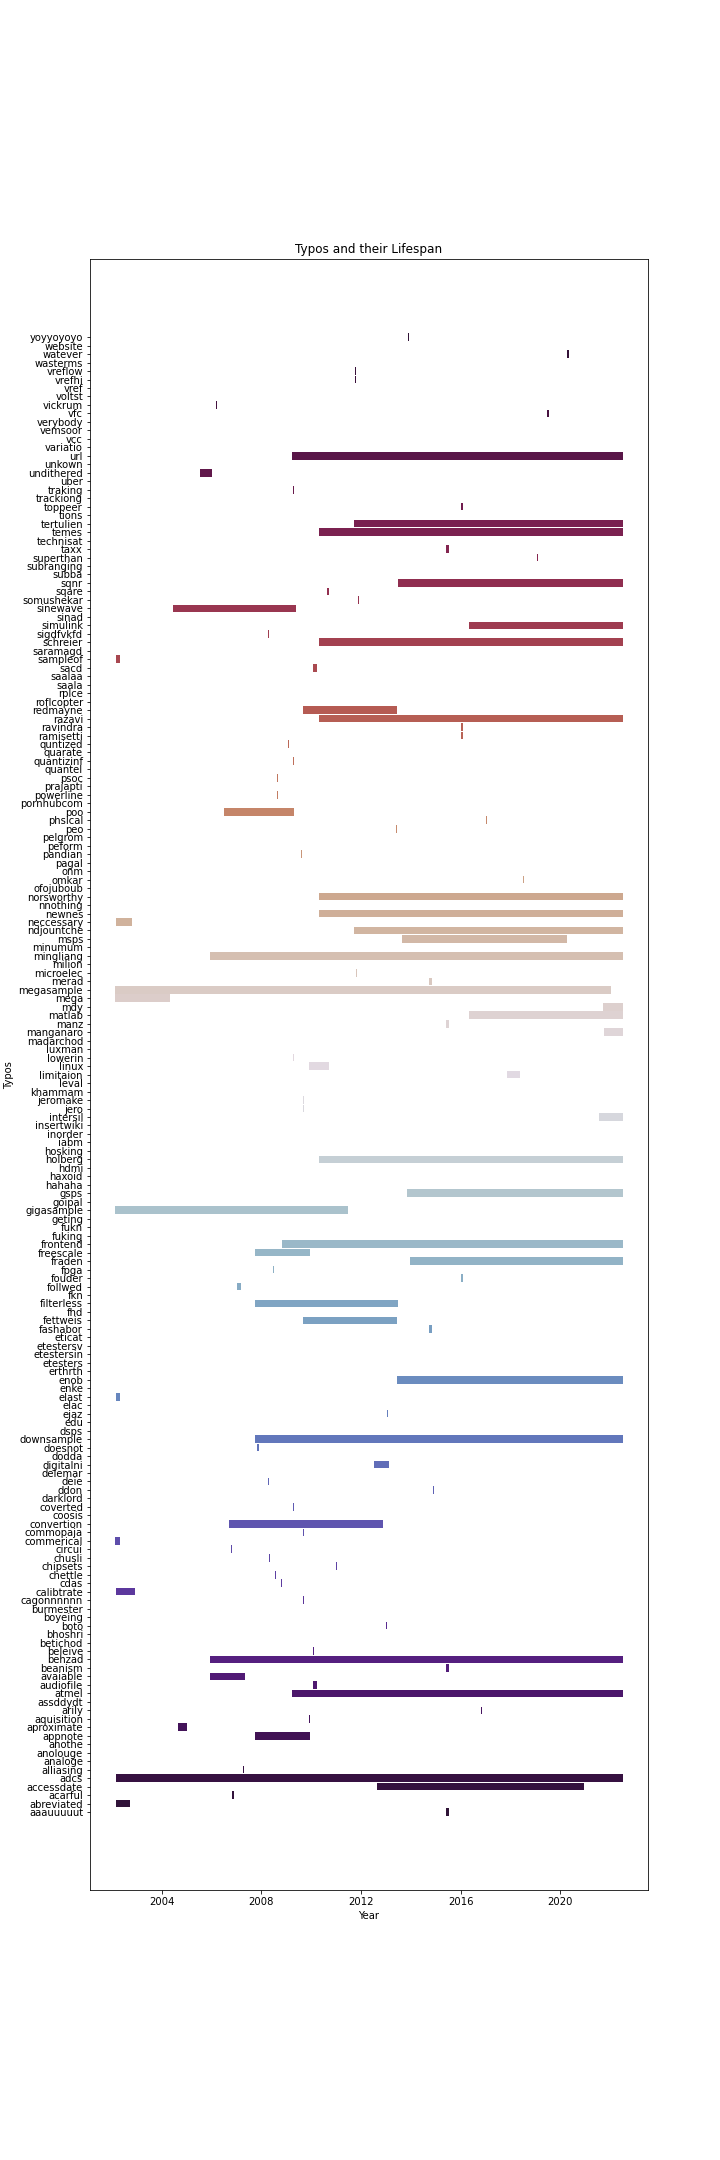 Typos and their Lifespan
yoyyoyoyo
website
watever
wasterms
vreflow
vrefhi
vref
voltst
vickrum
vfc
verybody
vemsoor
vcc
variatio
url
unkown
undithered
uber
traking
trackiong
toppeer
tions
tertulien
temes
technisat
taxx
superthan
subranging
subba
sqnr
sqare
somushekar
sinewave
sinad
simulink
sigdfvkfd
schreier
saramagd
sampleof
sacd
saalaa
saala
rplce
roflcopter
redmayne
razavi
ravindra
ramisetti
quntized
quarate
quantizinf
quantel
psoc
prajapti
powerline
pornhubcom
poo
phsical
peo
pelgrom
peform
pandian
pagal
onm
omkar
ofojuboub
norsworthy
nnothing
newnes
neccessary
ndjountche
msps
minumum
mingliang
milion
microelec
merad
megasample
mega
mdy
matlab
manz
manganaro
madarchod
luxman
lowerin
linux
limitaion
leval
khammam
jeromake
jero
intersil
insertwiki
inorder
iabm
hosking
holberg
hdmi
haxoid
hahaha
gsps
goipal
gigasample
geting
fukn
fuking
frontend
freescale
fraden
fpga
fouder
follwed
fkn
filterless
fhd
fettweis
fashabor
eticat
etestersv
etestersin
etesters
erthrth
enob
enke
elast
elac
ejaz
edu
dsps
downsample
doesnot
dodda
digitalni
delemar
deie
ddon
darklord
coverted
coosis
convertion
commopaja
commerical
circui
chusli
chipsets
chettle
cdas
calibtrate
cagonnnnnn
burmester
boyeing
boto
bhoshri
betichod
beleive
behzad
beanism
avaiable
audiofile
atmel
assddydt
arily
aquisition
aproximate
appnote
anothe
anolouge
analoge
alliasing
adcs
accessdate
acarful
abreviated
aaauuuuut
Typos
2004
2008
2012
2016
2020
Year